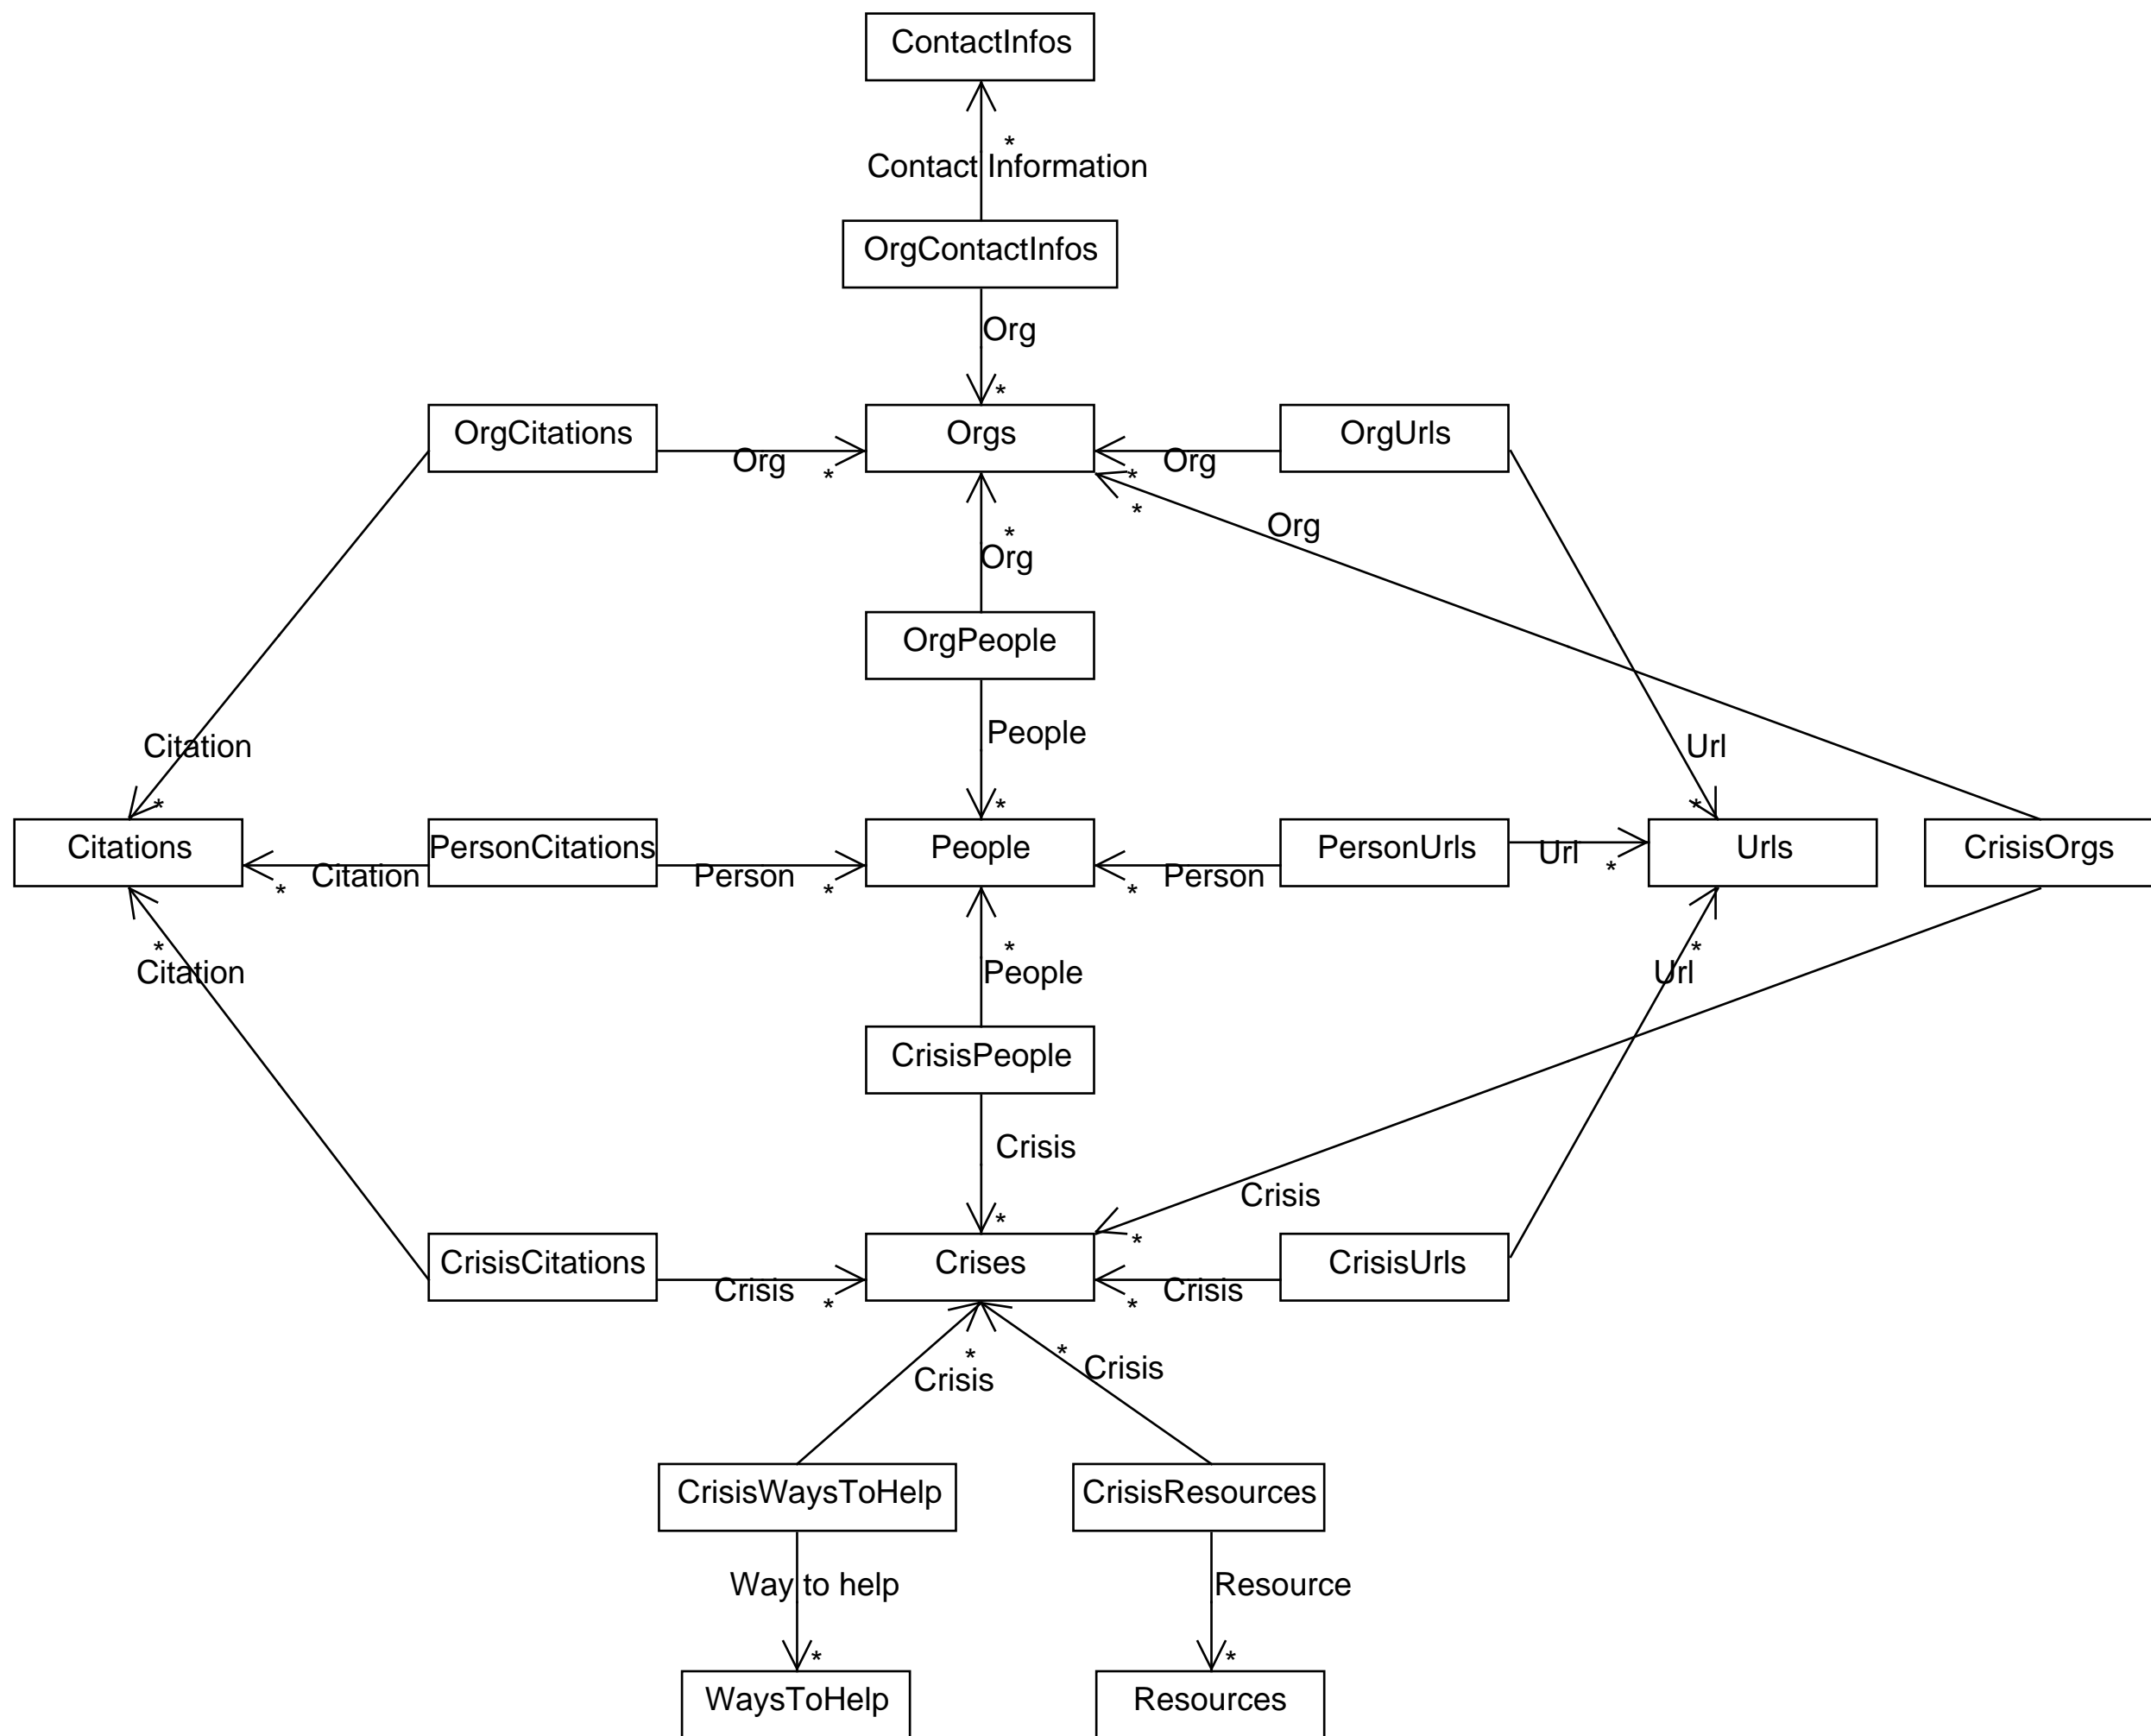 ContactInfos
*
Contact Information
OrgContactInfos
Org
*
OrgCitations
Orgs
OrgUrls
Org
*
*
Org
*
Org
*
Org
OrgPeople
People
Citation
Url
*
*
*
Citations
PersonCitations
People
PersonUrls
Url
*
Urls
CrisisOrgs
*
Citation
Person
*
*
Person
*
Citation
*
People
*
Url
CrisisPeople
Crisis
Crisis
*
*
CrisisCitations
Crises
CrisisUrls
Crisis
*
*
Crisis
*
Crisis
*
Crisis
CrisisWaysToHelp
CrisisResources
Way to help
Resource
*
*
WaysToHelp
Resources